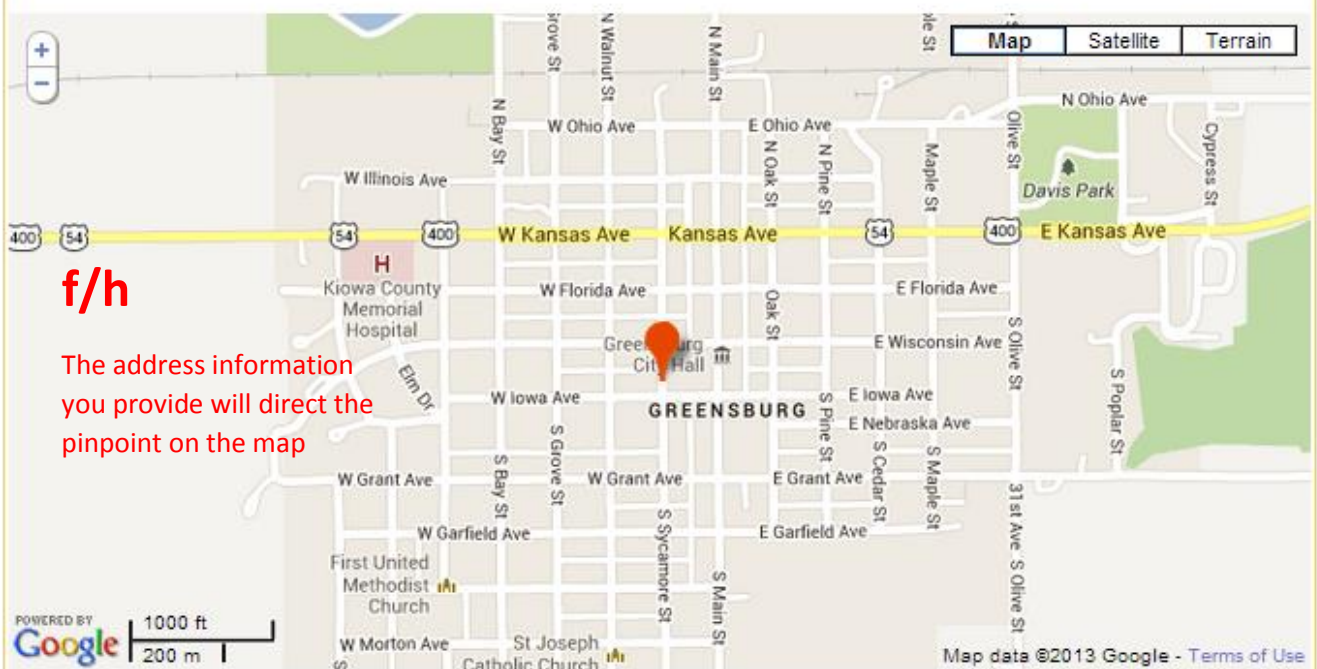 Grove St
N Walnut St
N Main St
ple St
Map
Satellite
Terrain
+
−
N Bay St
W Ohio Ave
E Ohio Ave
N Oak St
N Pine St
Maple St
Olive St
N Ohio Ave
Cypress St
Davis Park
W Illinois Ave
400
54
54
400
W Kansas Ave
Kansas Ave
54
400
E Kansas Ave
f/h
H
Kiowa County
Memorial
Hospital
W Florida Ave
Oak St
E Florida Ave
S Olive St
The address information
you provide will direct the
pinpoint on the map
Gree urg
City Hall
E Wisconsin Ave
Elm Dr
W Iowa Ave
GREENSBURG
E Iowa Ave
E Nebraska Ave
S Pine St
S Poplar St
S Grove St
S Bay St
W Grant Ave
W Grant Ave
E Grant Ave
S Cedar St
S Maple St
31st Ave
S Olive St
W Garfield Ave
E Garfield Ave
S Sycamore St
S Main St
First United
Methodist
Church
POWERED BY
Google
1000 ft
200 m
W Morton Ave
S
St Joseph
Catholic Church
Map data ©2013 Google - Terms of Use